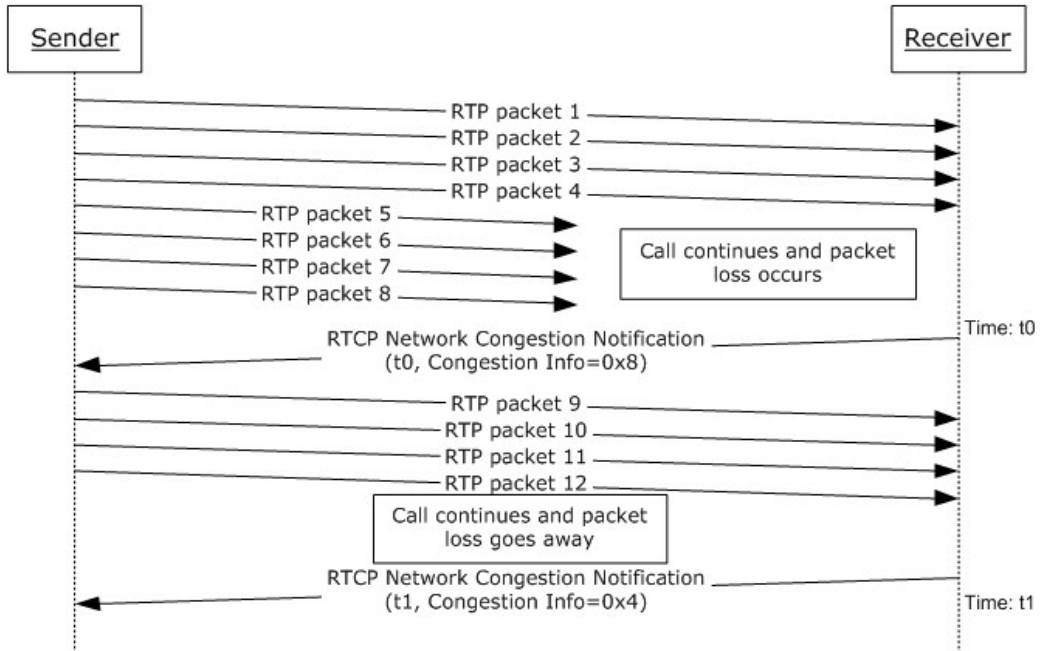 Sender
Receiver
RTP packet 1
RTP packet 2
RTP packet 3
RTP packet 4
RTP packet 5
RTP packet 6
RTP packet 7
RTP packet 8
Call continues and packet
loss occurs
Time: t0
RTCP Network Congestion Notification
(t0, Congestion Info=0x8)
RTP packet 9
RTP packet 10
RTP packet 11
RTP packet 12
Call continues and packet
loss goes away
RTCP Network Congestion Notification
(t1, Congestion Info=0x4)
Time: t1